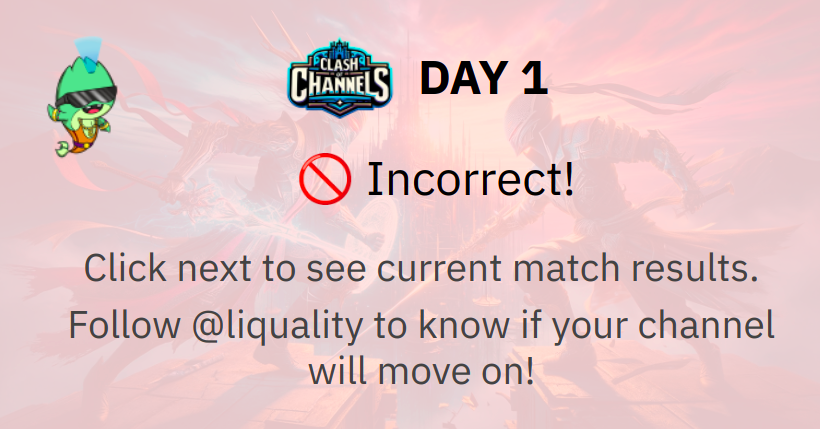 CLASH
OF
CHANNELS
DAY 1
Incorrect!
Click next to see current match results.
Follow @liquality to know if your channel
will move on!